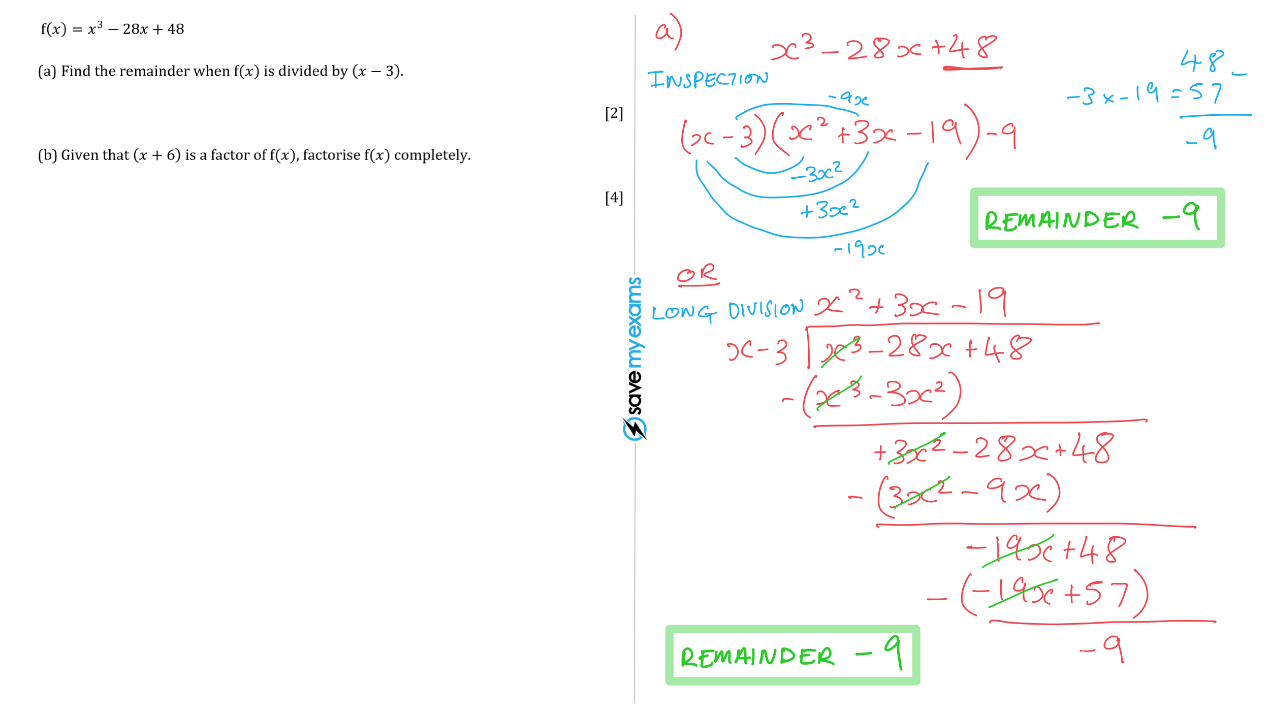 f(x) = x³ − 28x + 48
(a) Find the remainder when f(x) is divided by (x − 3).
[2]
(b) Given that (x + 6) is a factor of f(x), factorise f(x) completely.
[4]
savemyexams
a)
x³ − 28x + 48
INSPECTION
48 −
−3 x −19 = 57
−9
−9x
(x − 3)(x² + 3x − 19) − 9
−3x²
+3x²
−19x
REMAINDER −9
OR
LONG DIVISION x² + 3x − 19
x − 3 x³ − 28x + 48
− (x³ − 3x²)
+3x² − 28x + 48
− (3x² − 9x)
−19x + 48
− (−19x + 57)
−9
REMAINDER − 9